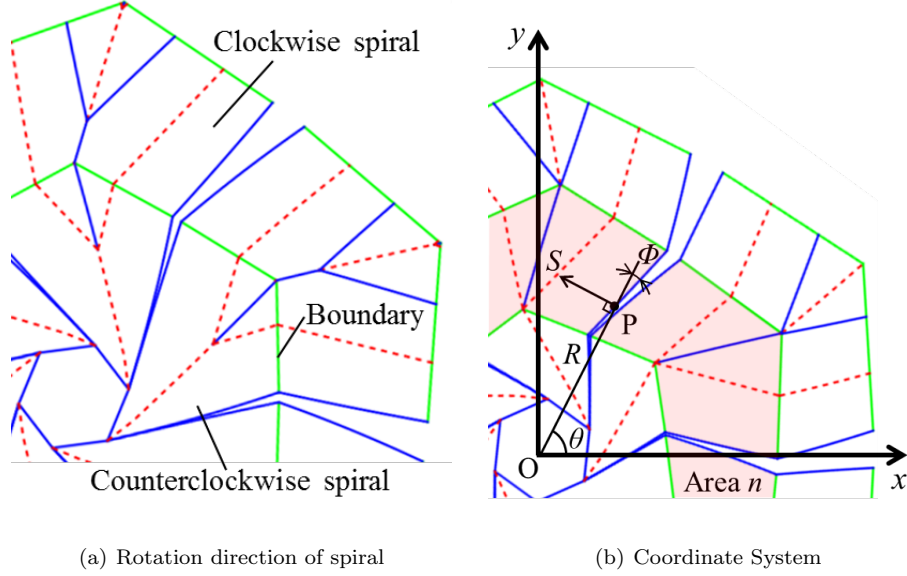 Clockwise spiral
Boundary
Counterclockwise spiral
(a) Rotation direction of spiral
y
S
Φ
P
R
θ
O
x
Area n
(b) Coordinate System